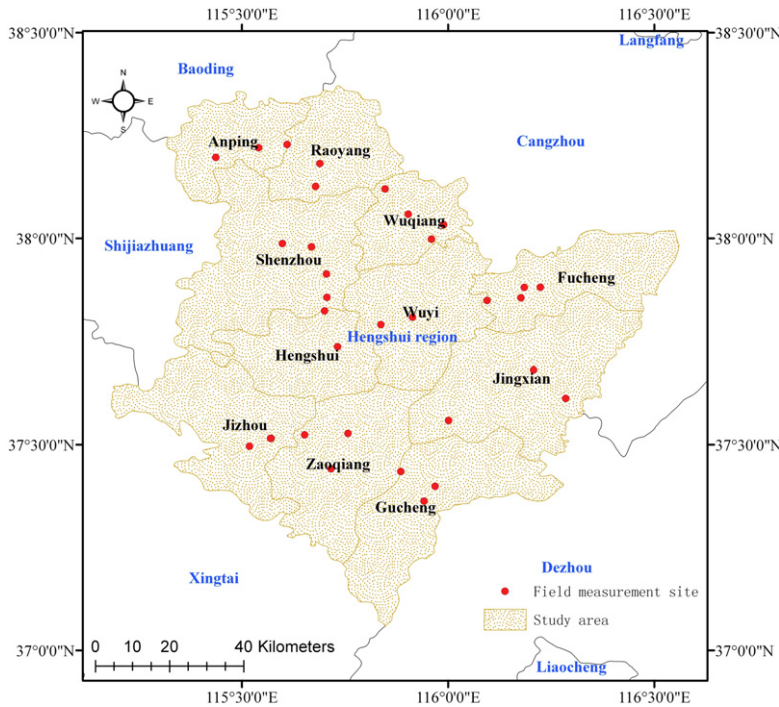 115°30'0"E 116°0'0"E 116°30'0"E
38°30'0"N 38°30'0"N
Langfang
Baoding
N
W E
S
Cangzhou
Anping
Raoyang
Wuqiang
38°0'0"N 38°0'0"N
Shijiazhuang
Shenzhou
Fucheng
Wuyi
Hengshui region
Hengshui
Jingxian
Jizhou
37°30'0"N 37°30'0"N
Zaoqiang
Gucheng
Xingtai
Dezhou
Field measurement site
Study area
37°0'0"N 37°0'0"N
0 10 20 40 Kilometers
Liaocheng
115°30'0"E 116°0'0"E 116°30'0"E